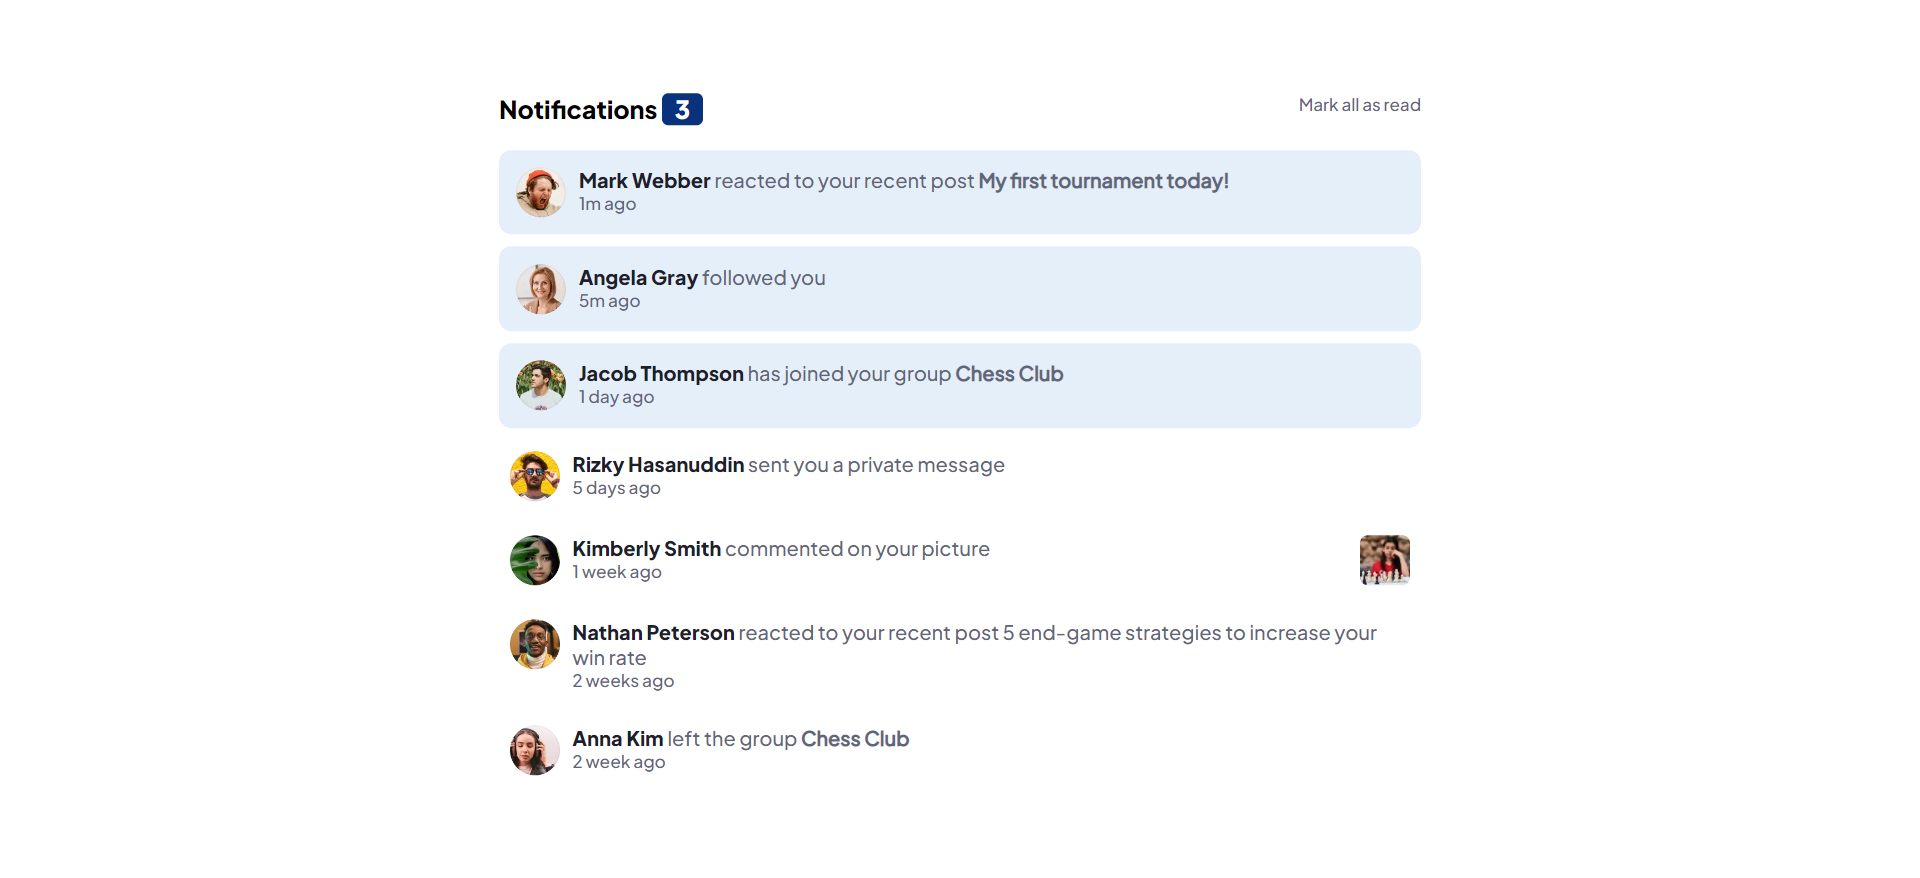 Notifications 3
Mark all as read
Mark Webber reacted to your recent post My first tournament today!
1m ago
Angela Gray followed you
5m ago
Jacob Thompson has joined your group Chess Club
1 day ago
Rizky Hasanuddin sent you a private message
5 days ago
Kimberly Smith commented on your picture
1 week ago
Nathan Peterson reacted to your recent post 5 end-game strategies to increase your
win rate
2 weeks ago
Anna Kim left the group Chess Club
2 week ago